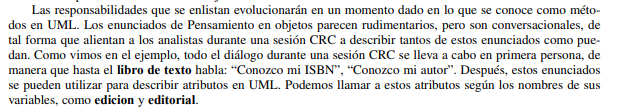 Las responsabilidades que se enlistan evolucionarán en un momento dado en lo que se conoce como méto-
dos en UML. Los enunciados de Pensamiento en objetos parecen rudimentarios, pero son conversacionales, de
tal forma que alientan a los analistas durante una sesión CRC a describir tantos de estos enunciados como pue-
dan. Como vimos en el ejemplo, todo el diálogo durante una sesión CRC se lleva a cabo en primera persona, de
manera que hasta el libro de texto habla: “Conozco mi ISBN”, “Conozco mi autor”. Después, estos enunciados
se pueden utilizar para describir atributos en UML. Podemos llamar a estos atributos según los nombres de sus
variables, como edicion y editorial.